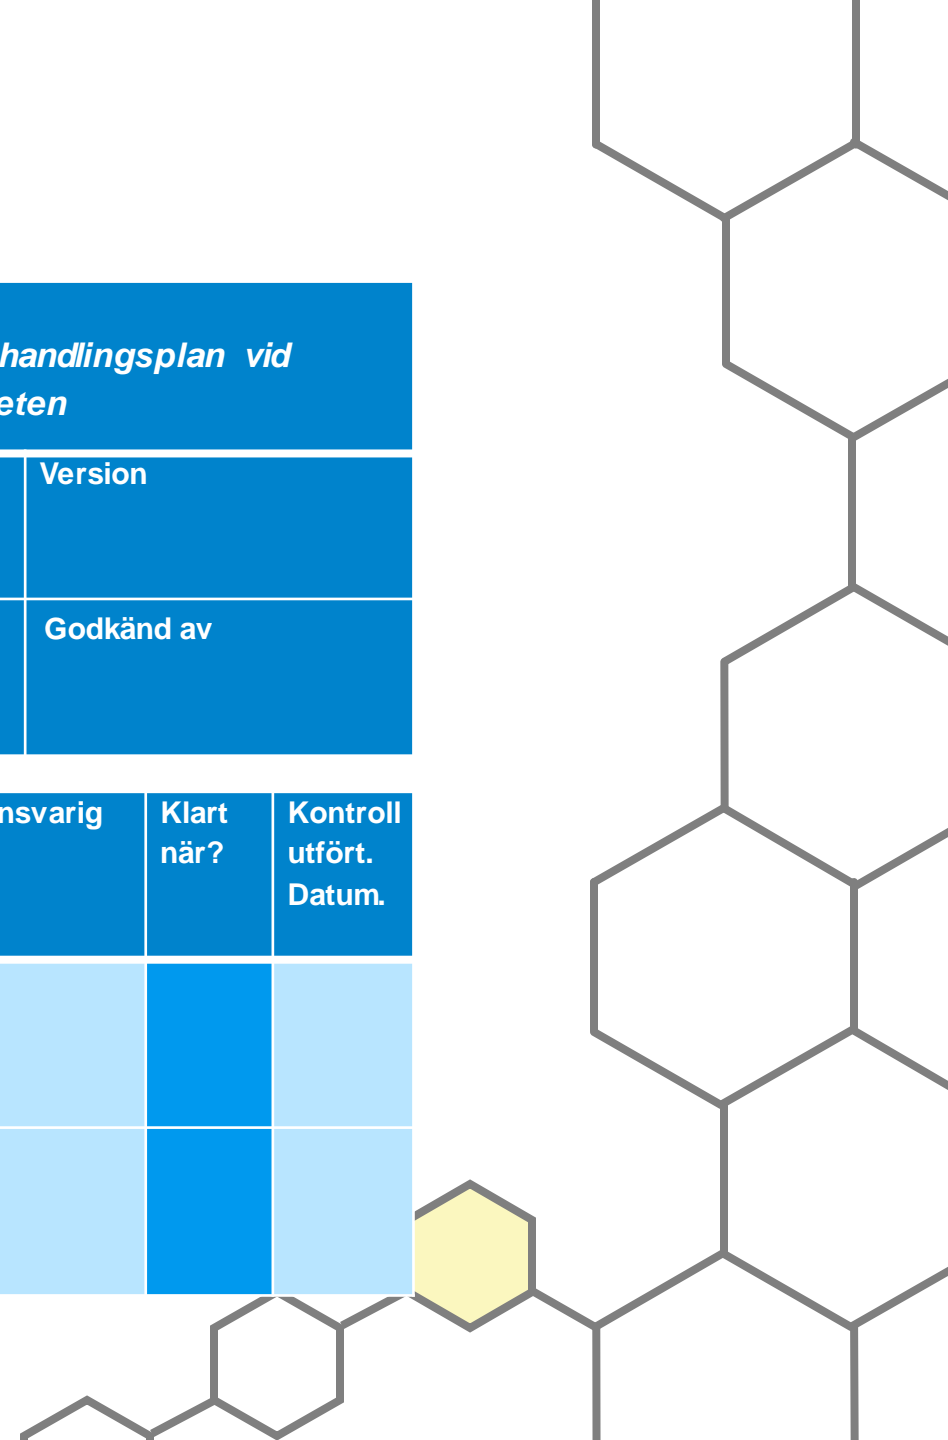 handlingsplan vid
eten
Version
Godkänd av
nsvarig
Klart
när?
Kontroll
utfört.
Datum.